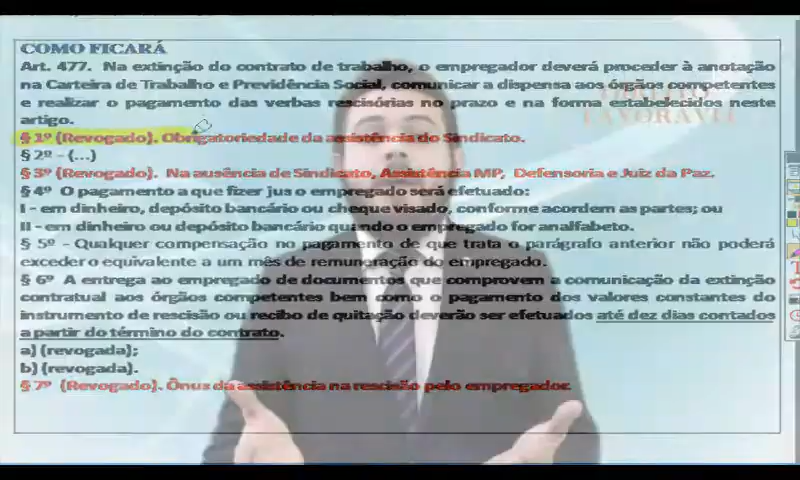 COMO FICARÁ
Art. 477. Na extinção do contrato de trabalho, o empregador deverá proceder à anotação
na Carteira de Trabalho e Previdência Social, comunicar a dispensa aos órgãos competentes
e realizar o pagamento das verbas rescisórias no prazo e na forma estabelecidos neste
artigo.
§ 1º (Revogado). Obrigatoriedade da assistência do Sindicato.
§ 2º - (...)
§ 3º (Revogado). Na ausência de Sindicato, Assistência MP, Defensoria e Juiz da Paz.
§ 4º O pagamento a que fizer jus o empregado será efetuado:
I - em dinheiro, depósito bancário ou cheque visado, conforme acordem as partes; ou
II - em dinheiro ou depósito bancário quando o empregado for analfabeto.
§ 5º - Qualquer compensação no pagamento de que trata o parágrafo anterior não poderá
exceder o equivalente a um mês de remuneração do empregado.
§ 6º A entrega ao empregado de documentos que comprovem a comunicação da extinção
contratual aos órgãos competentes bem como o pagamento dos valores constantes do
instrumento de rescisão ou recibo de quitação deverão ser efetuados até dez dias contados
a partir do término do contrato.
a) (revogada);
b) (revogada).
§ 7º (Revogado). Ônus da assistência na rescisão pelo empregador.